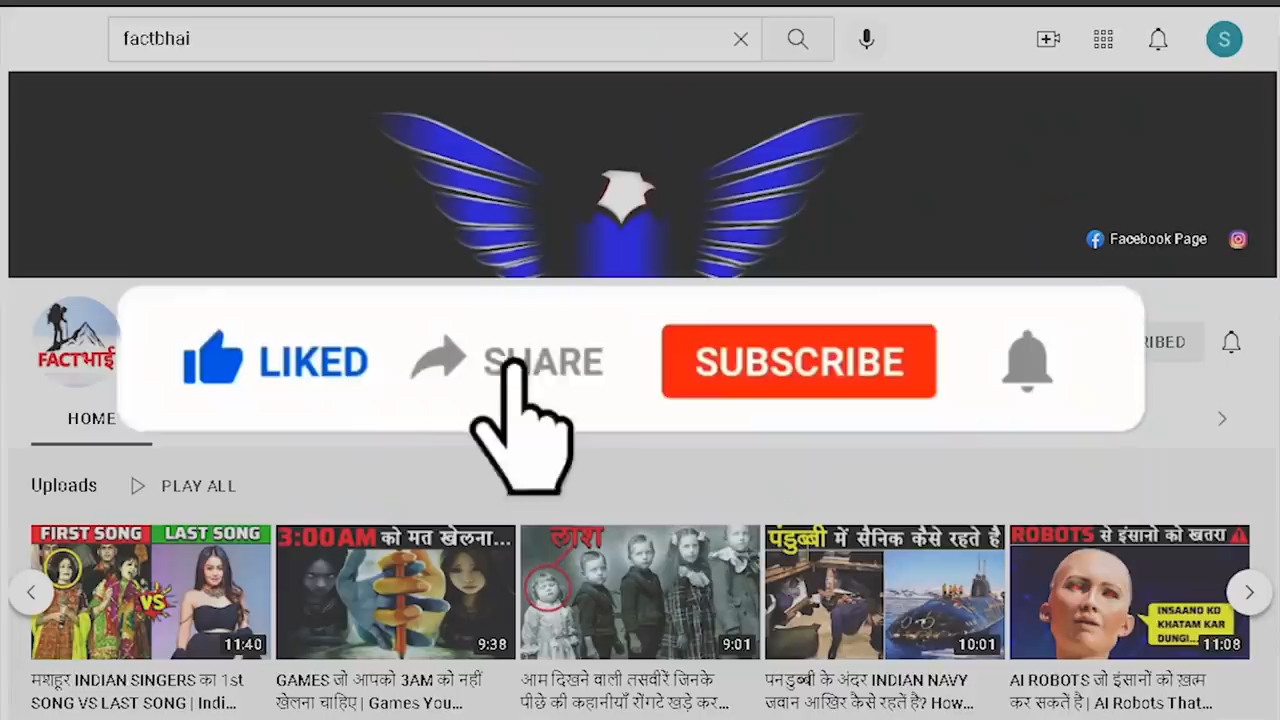 factbhai
S
Facebook Page
FACTभाई
LIKED
SHARE
SUBSCRIBE
RIBED
HOME
Uploads
PLAY ALL
FIRST SONG
LAST SONG
VS
11:40
3:00AM को मत खेलना...
9:38
लाश
9:01
पंडुब्बी में सैनिक कैसे रहते है
10:01
ROBOTS से इंसानो को खतरा
INSAANO KO
KHATAM KAR
DUNGI...
11:08
मशहूर INDIAN SINGERS का 1st
SONG VS LAST SONG | Indi...
GAMES जो आपको 3AM को नहीं
खेलना चाहिए | Games You...
आम दिखने वाली तसवीरें जिनके
पीछे की कहानीयाँ रोंगटे खड़े कर...
पनडुब्बी के अंदर INDIAN NAVY
जवान आखिर कैसे रहतें है? How...
AI ROBOTS जो इंसानों को ख़त्म
कर सकतें है | AI Robots That...